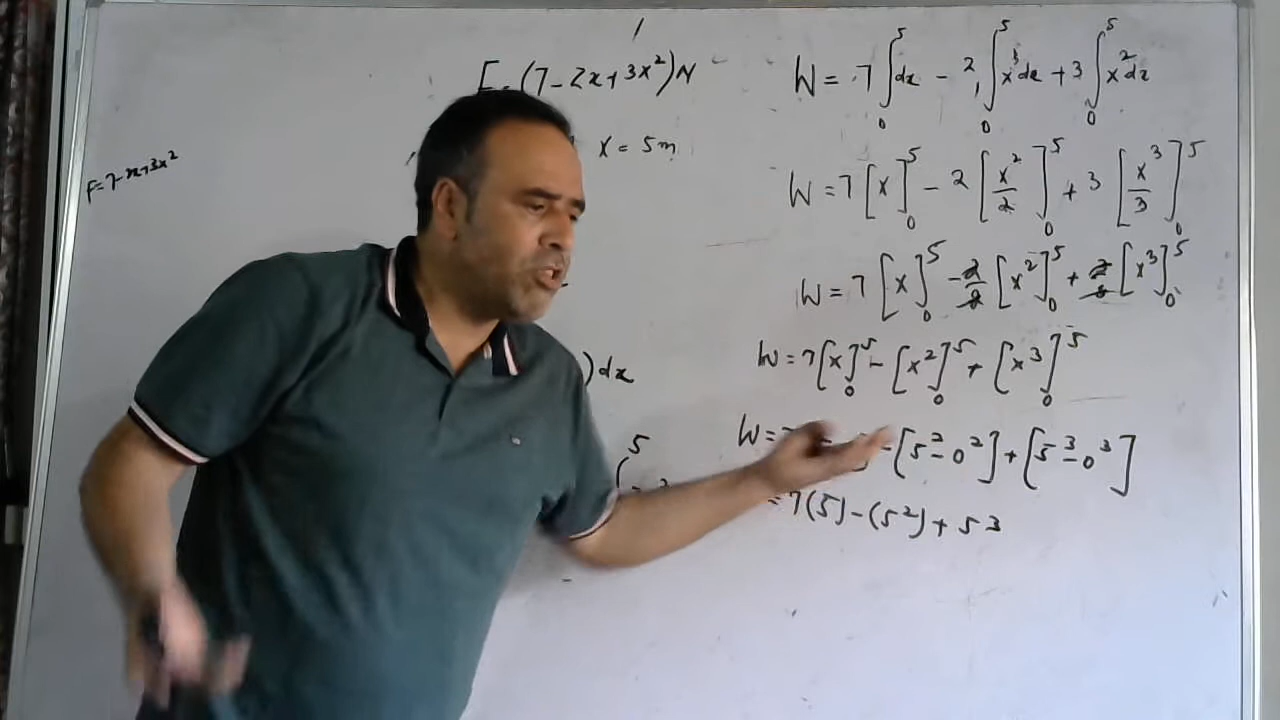 F = (7 - 2x + 3x²) N
x = 5m
F = 7 - 2x + 3x²
) dx
5
W = 7 ∫₀⁵ dx - 2 ∫₀⁵ x dx + 3 ∫₀⁵ x² dx
W = 7 [x]₀⁵ - 2 [x²/2]₀⁵ + 3 [x³/3]₀⁵
W = 7 [x]₀⁵ - 2/2 [x²]₀⁵ + 3/3 [x³]₀⁵
W = 7 [x]₀⁵ - [x²]₀⁵ + [x³]₀⁵
W = - [5² - 0²] + [5³ - 0³]
= 7(5) - (5²) + 53